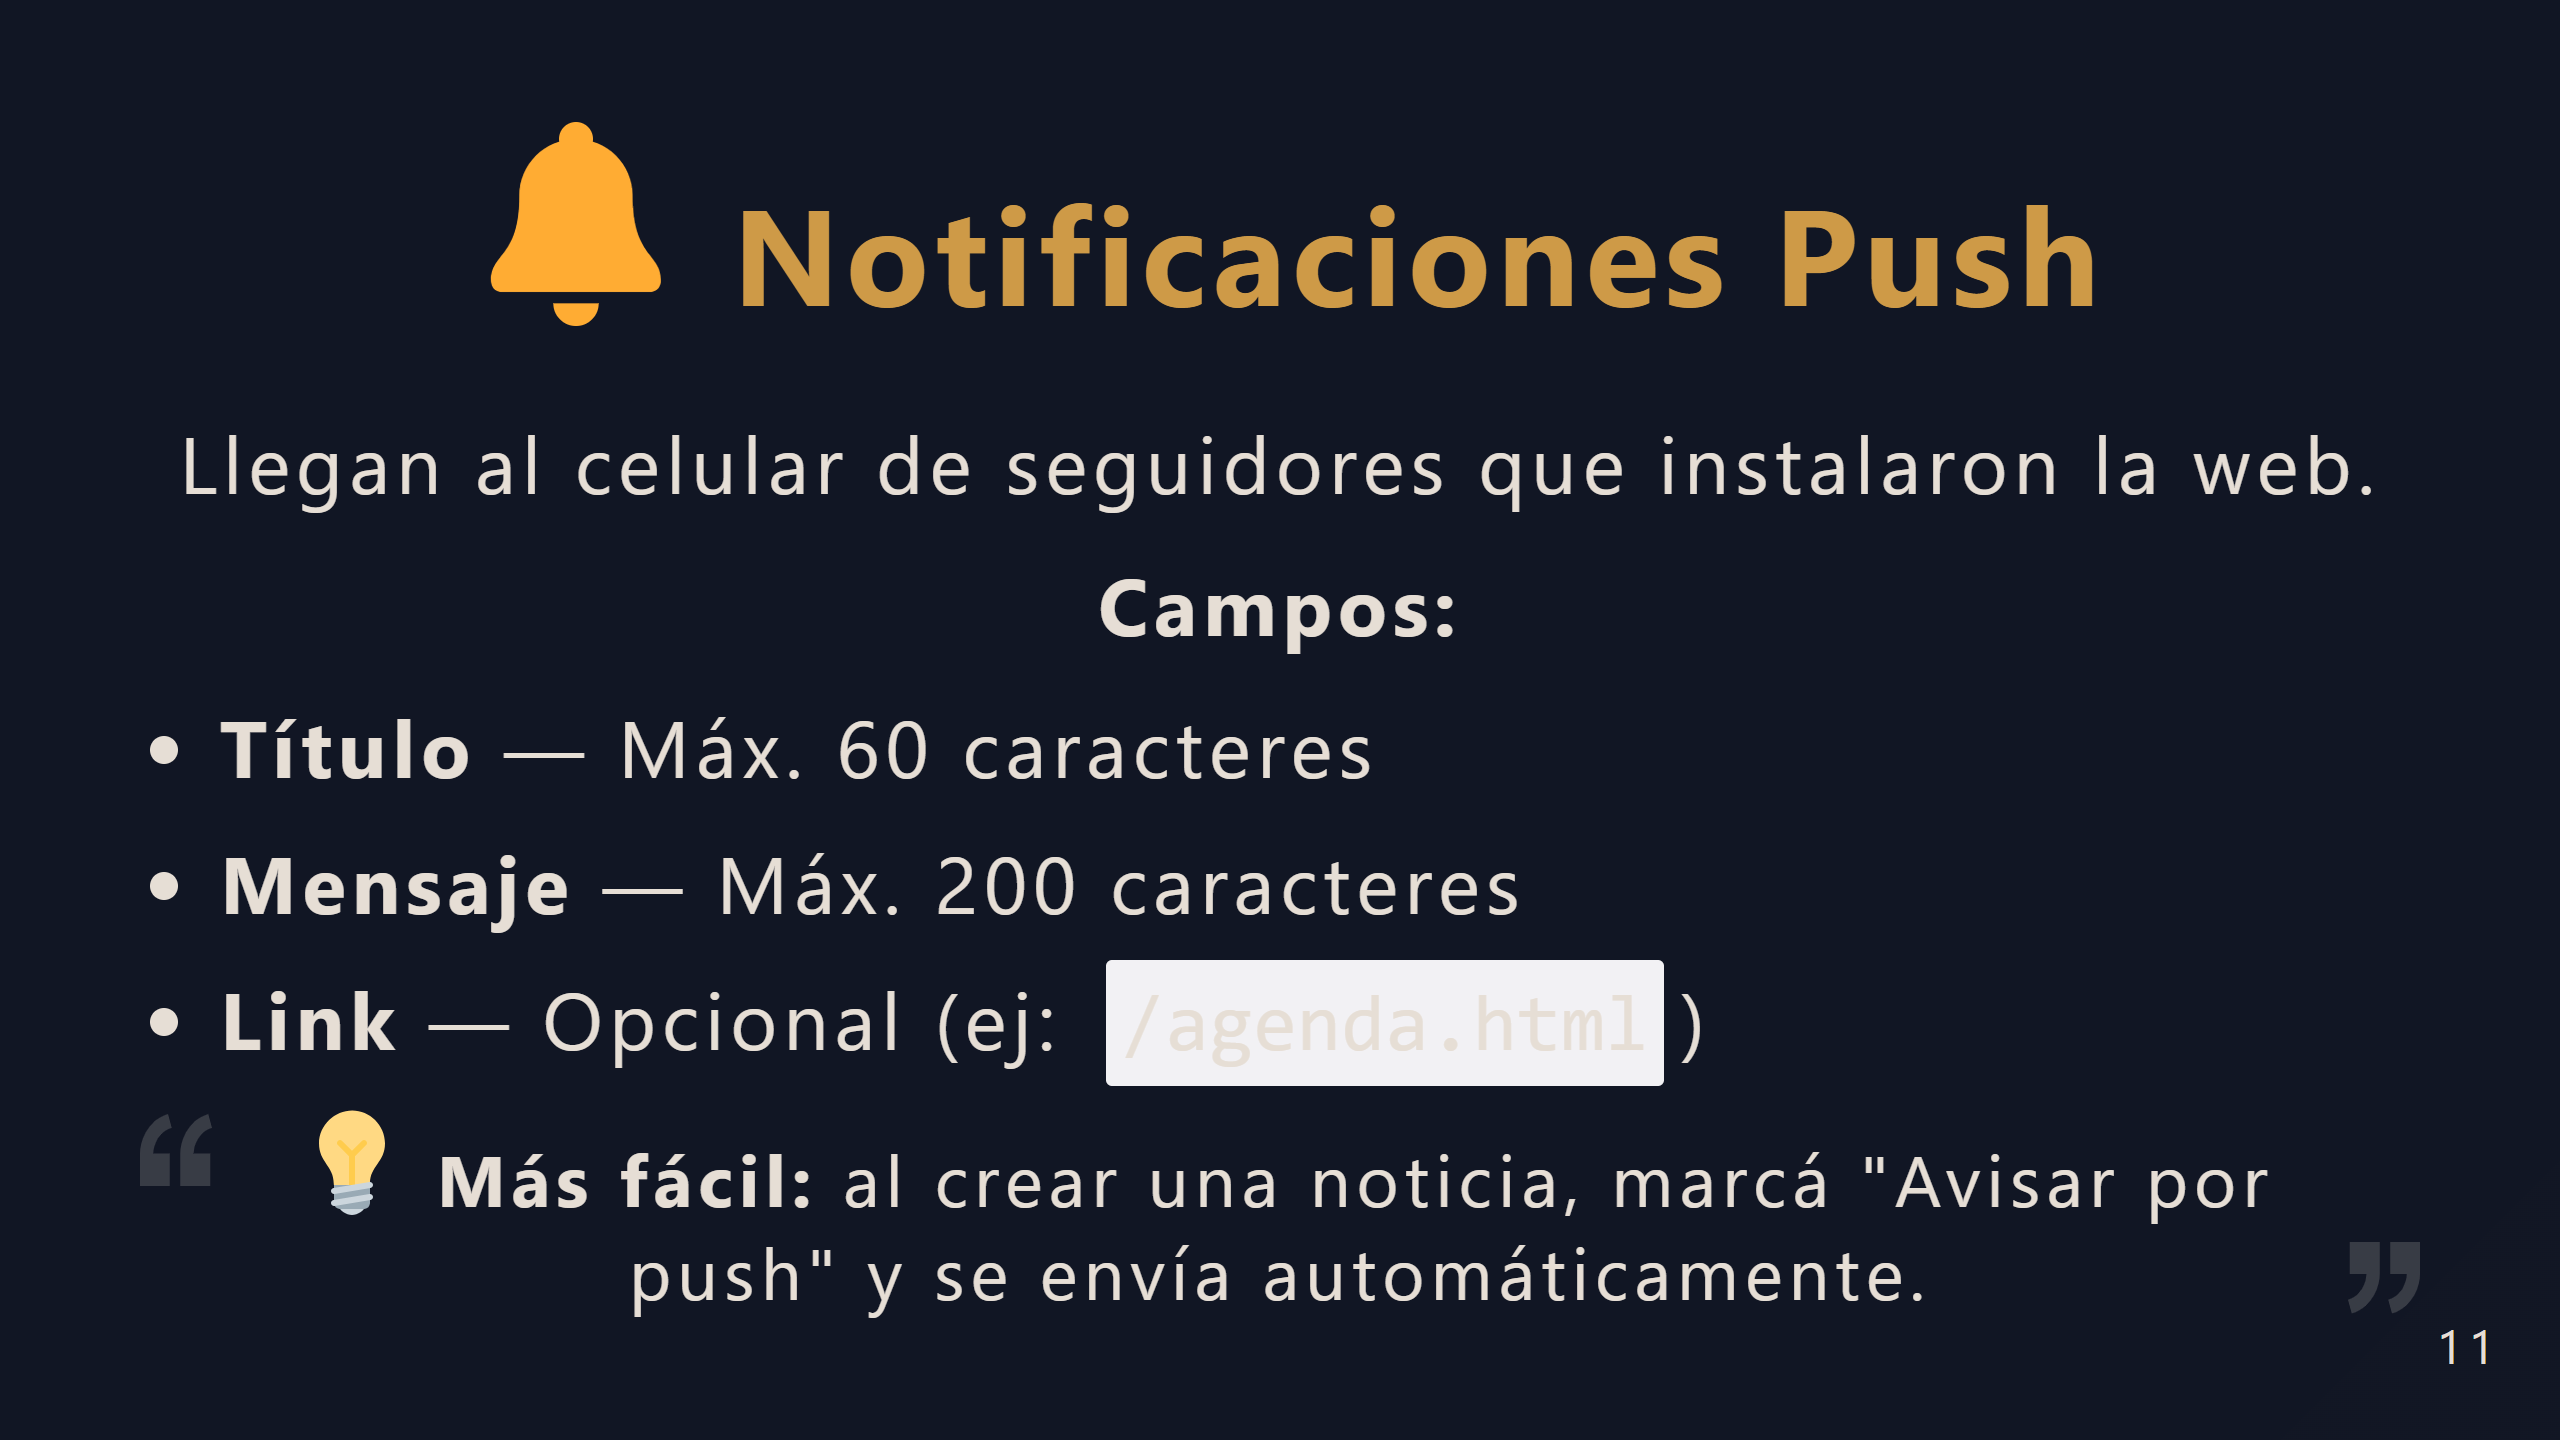 🔔 Notificaciones Push
Llegan al celular de seguidores que instalaron la web.
Campos:
• Título — Máx. 60 caracteres
• Mensaje — Máx. 200 caracteres
• Link — Opcional (ej: /agenda.html)
“ 💡 Más fácil: al crear una noticia, marcá "Avisar por
push" y se envía automáticamente. ”
11